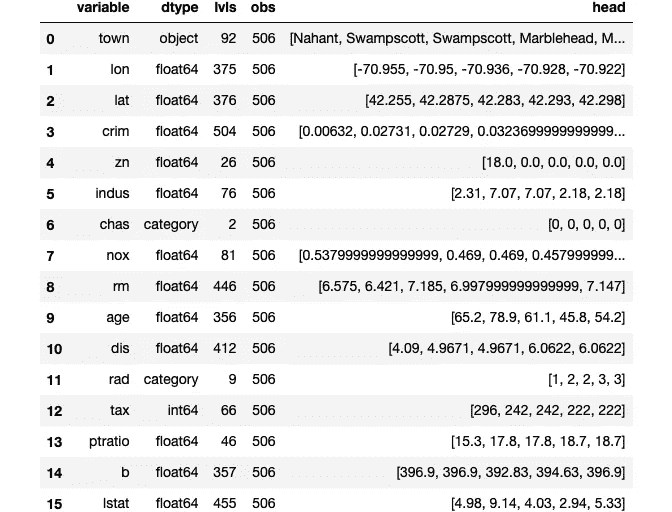 variable dtype lvls obs head
0 town object 92 506 [Nahant, Swampscott, Swampscott, Marblehead, M...
1 lon float64 375 506 [-70.955, -70.95, -70.936, -70.928, -70.922]
2 lat float64 376 506 [42.255, 42.2875, 42.283, 42.293, 42.298]
3 crim float64 504 506 [0.00632, 0.02731, 0.02729, 0.0323699999999999...
4 zn float64 26 506 [18.0, 0.0, 0.0, 0.0, 0.0]
5 indus float64 76 506 [2.31, 7.07, 7.07, 2.18, 2.18]
6 chas category 2 506 [0, 0, 0, 0, 0]
7 nox float64 81 506 [0.5379999999999999, 0.469, 0.469, 0.457999999...
8 rm float64 446 506 [6.575, 6.421, 7.185, 6.997999999999999, 7.147]
9 age float64 356 506 [65.2, 78.9, 61.1, 45.8, 54.2]
10 dis float64 412 506 [4.09, 4.9671, 4.9671, 6.0622, 6.0622]
11 rad category 9 506 [1, 2, 2, 3, 3]
12 tax int64 66 506 [296, 242, 242, 222, 222]
13 ptratio float64 46 506 [15.3, 17.8, 17.8, 18.7, 18.7]
14 b float64 357 506 [396.9, 396.9, 392.83, 394.63, 396.9]
15 lstat float64 455 506 [4.98, 9.14, 4.03, 2.94, 5.33]